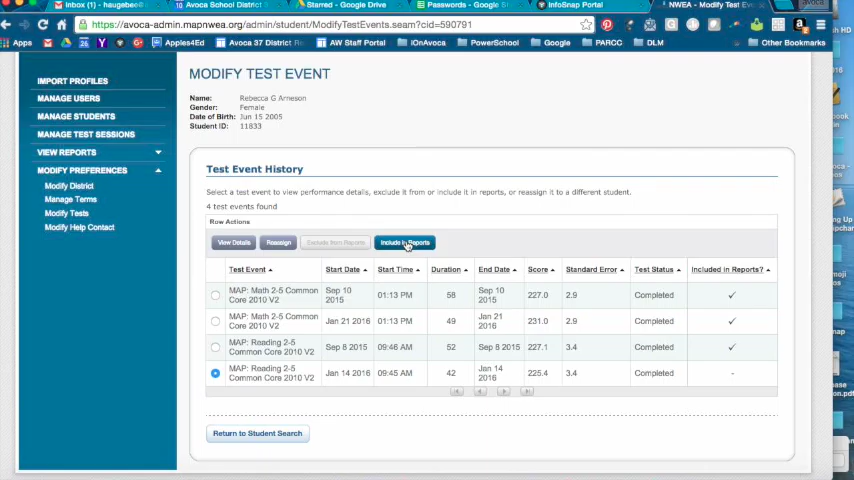 Inbox (1) - haugebee@
Avoca School District
Starred - Google Drive
Passwords - Google S
InfoSnap Portal
NWEA - Modify Test Even
avoca
https://avoca-admin.mapnwea.org/admin/student/ModifyTestEvents.seam?cid=590791
Apps
Apples4Ed
Avoca 37 District Re
AW Staff Portal
iOnAvoca
PowerSchool
Google
PARCC
DLM
Other Bookmarks
IMPORT PROFILES
MANAGE USERS
MANAGE STUDENTS
MANAGE TEST SESSIONS
VIEW REPORTS
MODIFY PREFERENCES
Modify District
Manage Terms
Modify Tests
Modify Help Contact
MODIFY TEST EVENT
Name: Rebecca G Arneson
Gender: Female
Date of Birth: Jun 15 2005
Student ID: 11833
Test Event History
Select a test event to view performance details, exclude it from or include it in reports, or reassign it to a different student.
4 test events found
Row Actions
View Details Reassign Exclude from Reports Include in Reports
Test Event Start Date Start Time Duration End Date Score Standard Error Test Status Included in Reports?
MAP: Math 2-5 Common Core 2010 V2 Sep 10 2015 01:13 PM 58 Sep 10 2015 227.0 2.9 Completed ✓
MAP: Math 2-5 Common Core 2010 V2 Jan 21 2016 01:13 PM 49 Jan 21 2016 231.0 2.9 Completed ✓
MAP: Reading 2-5 Common Core 2010 V2 Sep 8 2015 09:46 AM 52 Sep 8 2015 227.1 3.4 Completed ✓
MAP: Reading 2-5 Common Core 2010 V2 Jan 14 2016 09:45 AM 42 Jan 14 2016 225.4 3.4 Completed -
Return to Student Search